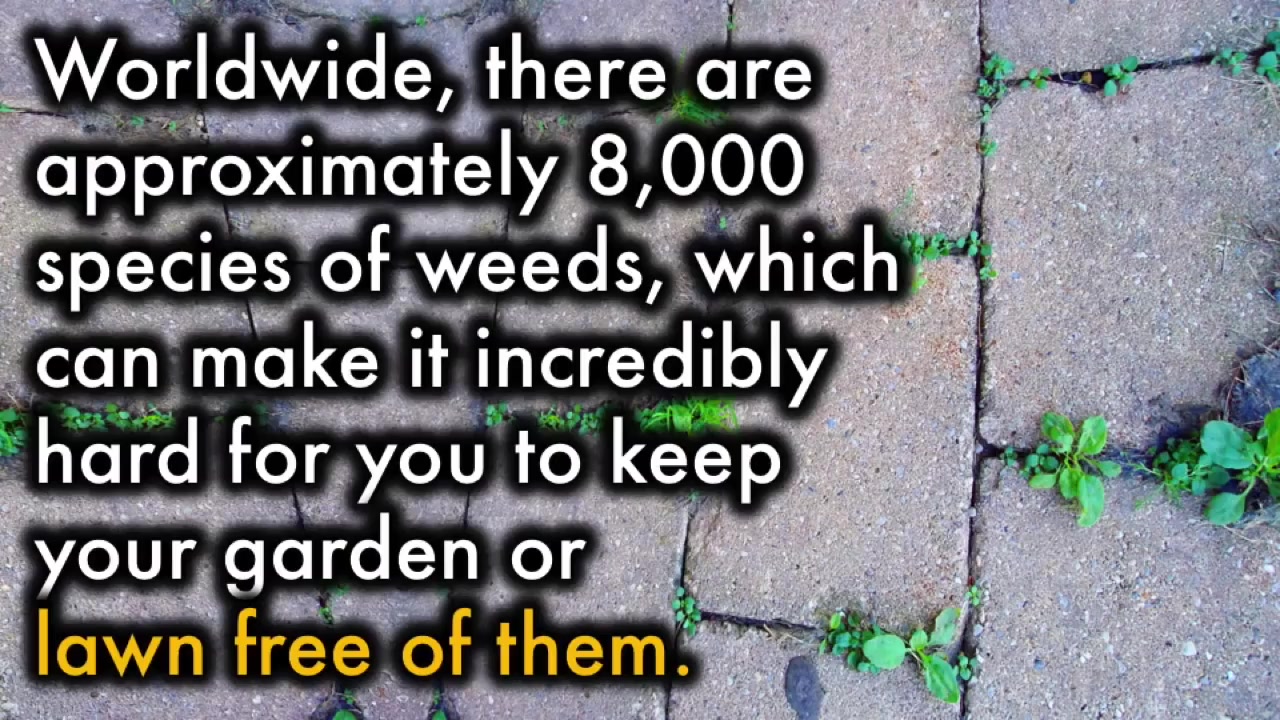 Worldwide, there are
approximately 8,000
species of weeds, which
can make it incredibly
hard for you to keep
your garden or
lawn free of them.